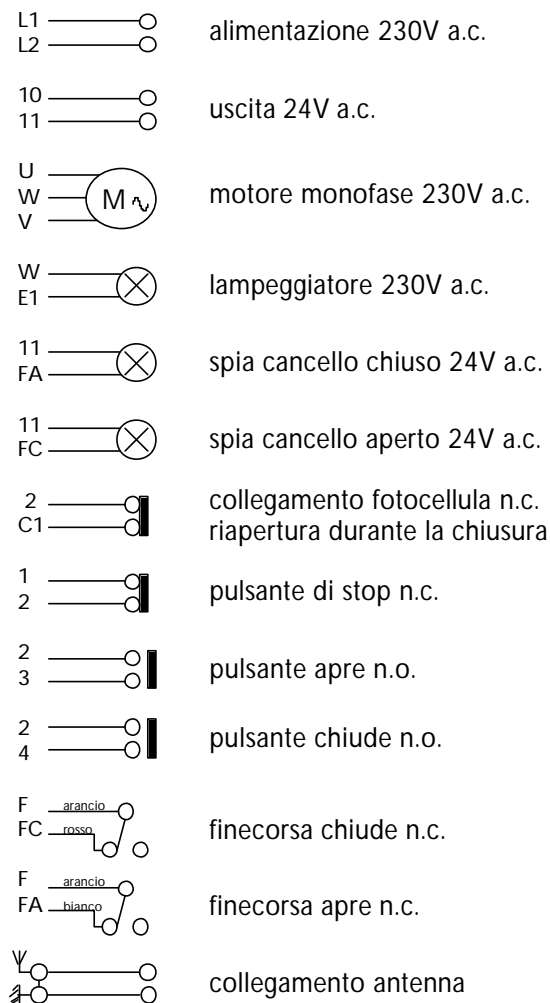 L1
L2
alimentazione 230V a.c.
10
11
uscita 24V a.c.
U
W
V
M
motore monofase 230V a.c.
W
E1
lampeggiatore 230V a.c.
11
FA
spia cancello chiuso 24V a.c.
11
FC
spia cancello aperto 24V a.c.
2
C1
collegamento fotocellula n.c.
riapertura durante la chiusura
1
2
pulsante di stop n.c.
2
3
pulsante apre n.o.
2
4
pulsante chiude n.o.
F arancio
FC rosso
finecorsa chiude n.c.
F arancio
FA bianco
finecorsa apre n.c.
collegamento antenna